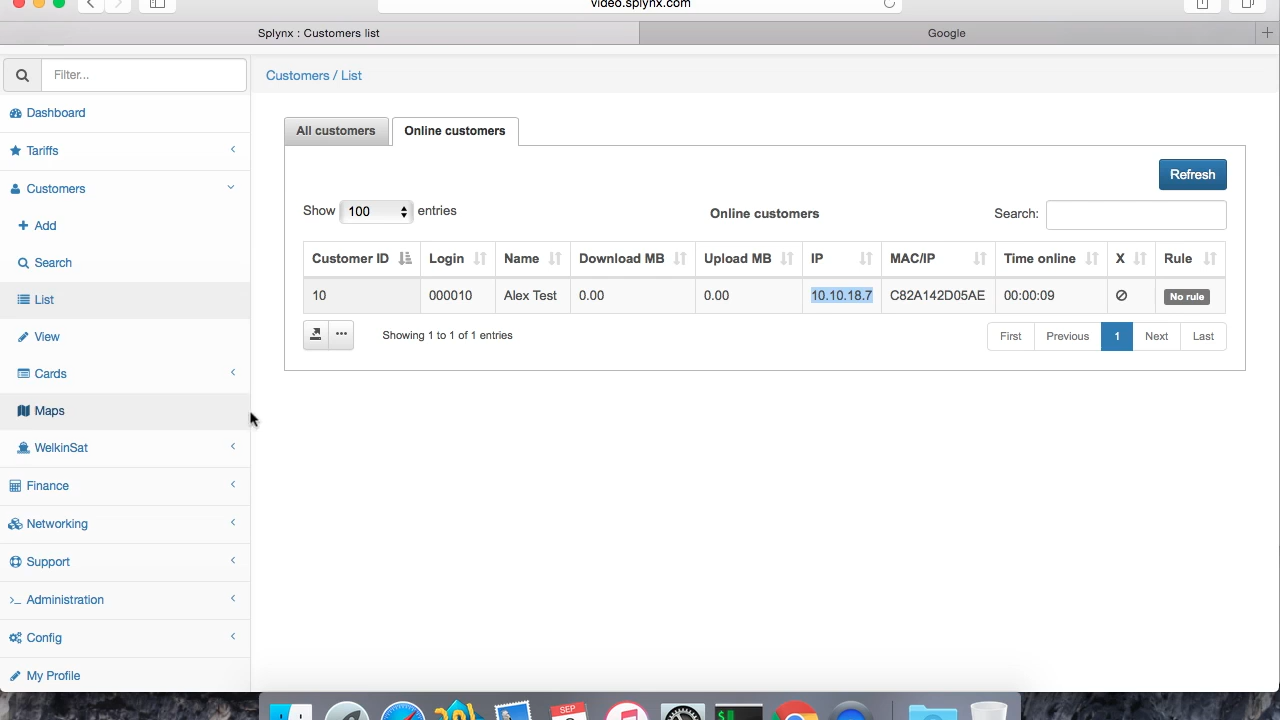 video.splynx.com
Splynx : Customers list
Google
Filter...
Customers / List
Dashboard
Tariffs
Customers
Add
Search
List
View
Cards
Maps
WelkinSat
Finance
Networking
Support
Administration
Config
My Profile
All customers
Online customers
Refresh
Show 100 entries
Online customers
Search:
Customer ID Login Name Download MB Upload MB IP MAC/IP Time online X Rule
10 000010 Alex Test 0.00 0.00 10.10.18.7 C82A142D05AE 00:00:09 No rule
Showing 1 to 1 of 1 entries
First Previous 1 Next Last
SEP